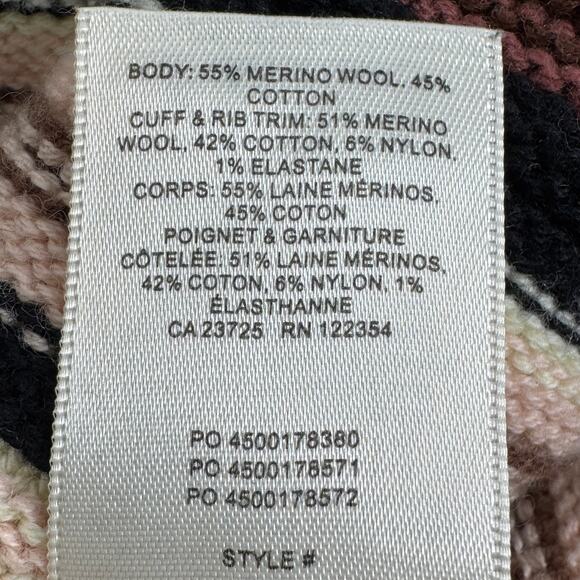 BODY: 55% MERINO WOOL, 45%
COTTON
CUFF & RIB TRIM: 51% MERINO
WOOL, 42% COTTON, 6% NYLON,
1% ELASTANE
CORPS: 55% LAINE MÉRINOS,
45% COTON
POIGNET & GARNITURE
CÔTELÉE: 51% LAINE MÉRINOS,
42% COTON, 6% NYLON, 1%
ÉLASTHANNE
CA 23725 RN 122354
PO 4500178380
PO 4500178571
PO 4500178572
STYLE #